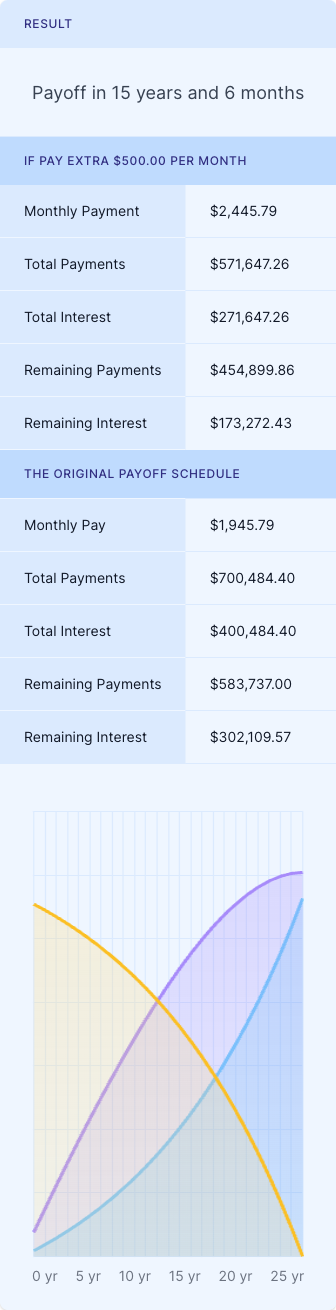 RESULT
Payoff in 15 years and 6 months
IF PAY EXTRA $500.00 PER MONTH
Monthly Payment $2,445.79
Total Payments $571,647.26
Total Interest $271,647.26
Remaining Payments $454,899.86
Remaining Interest $173,272.43
THE ORIGINAL PAYOFF SCHEDULE
Monthly Pay $1,945.79
Total Payments $700,484.40
Total Interest $400,484.40
Remaining Payments $583,737.00
Remaining Interest $302,109.57
0 yr 5 yr 10 yr 15 yr 20 yr 25 yr